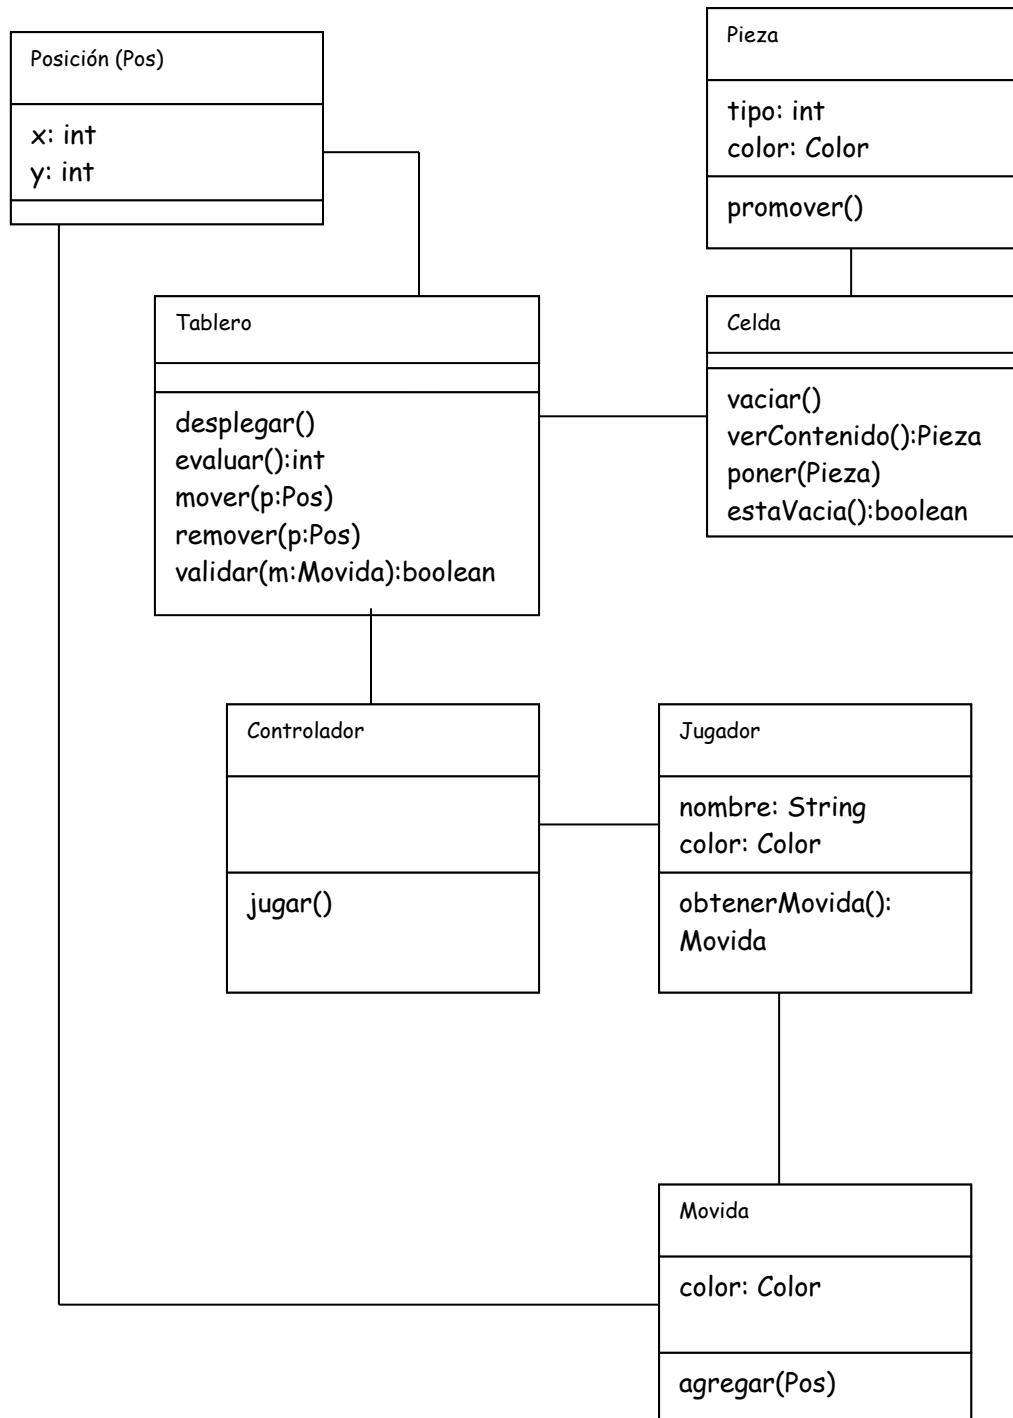 Posición (Pos)
x: int
y: int
Pieza
tipo: int
color: Color
promover()
Tablero
desplegar()
evaluar():int
mover(p:Pos)
remover(p:Pos)
validar(m:Movida):boolean
Celda
vaciar()
verContenido():Pieza
poner(Pieza)
estaVacia():boolean
Controlador
jugar()
Jugador
nombre: String
color: Color
obtenerMovida():
Movida
Movida
color: Color
agregar(Pos)